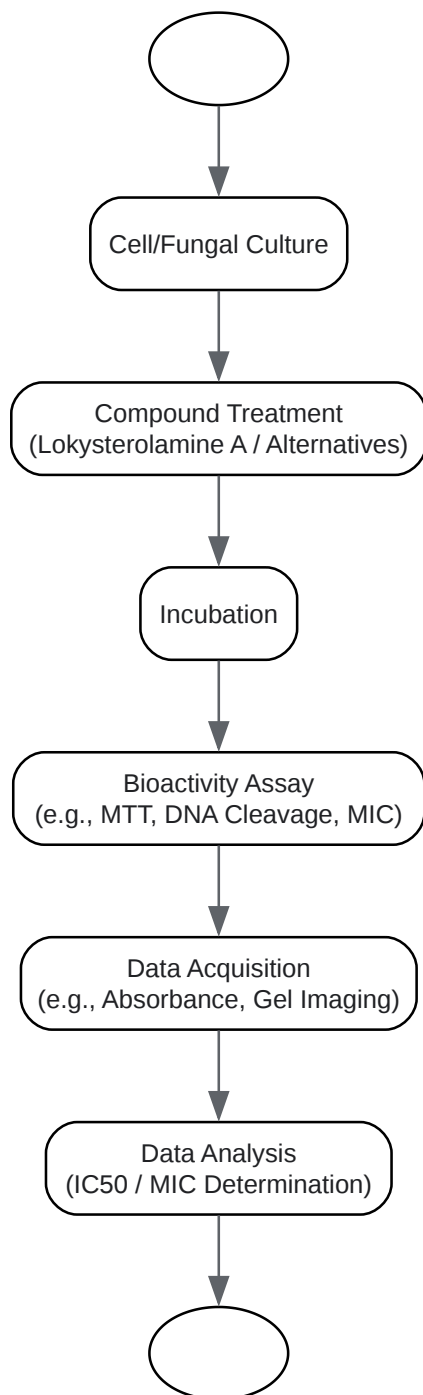 Cell/Fungal Culture
Compound Treatment
(Lokysterolamine A / Alternatives)
Incubation
Bioactivity Assay
(e.g., MTT, DNA Cleavage, MIC)
Data Acquisition
(e.g., Absorbance, Gel Imaging)
Data Analysis
(IC50 / MIC Determination)